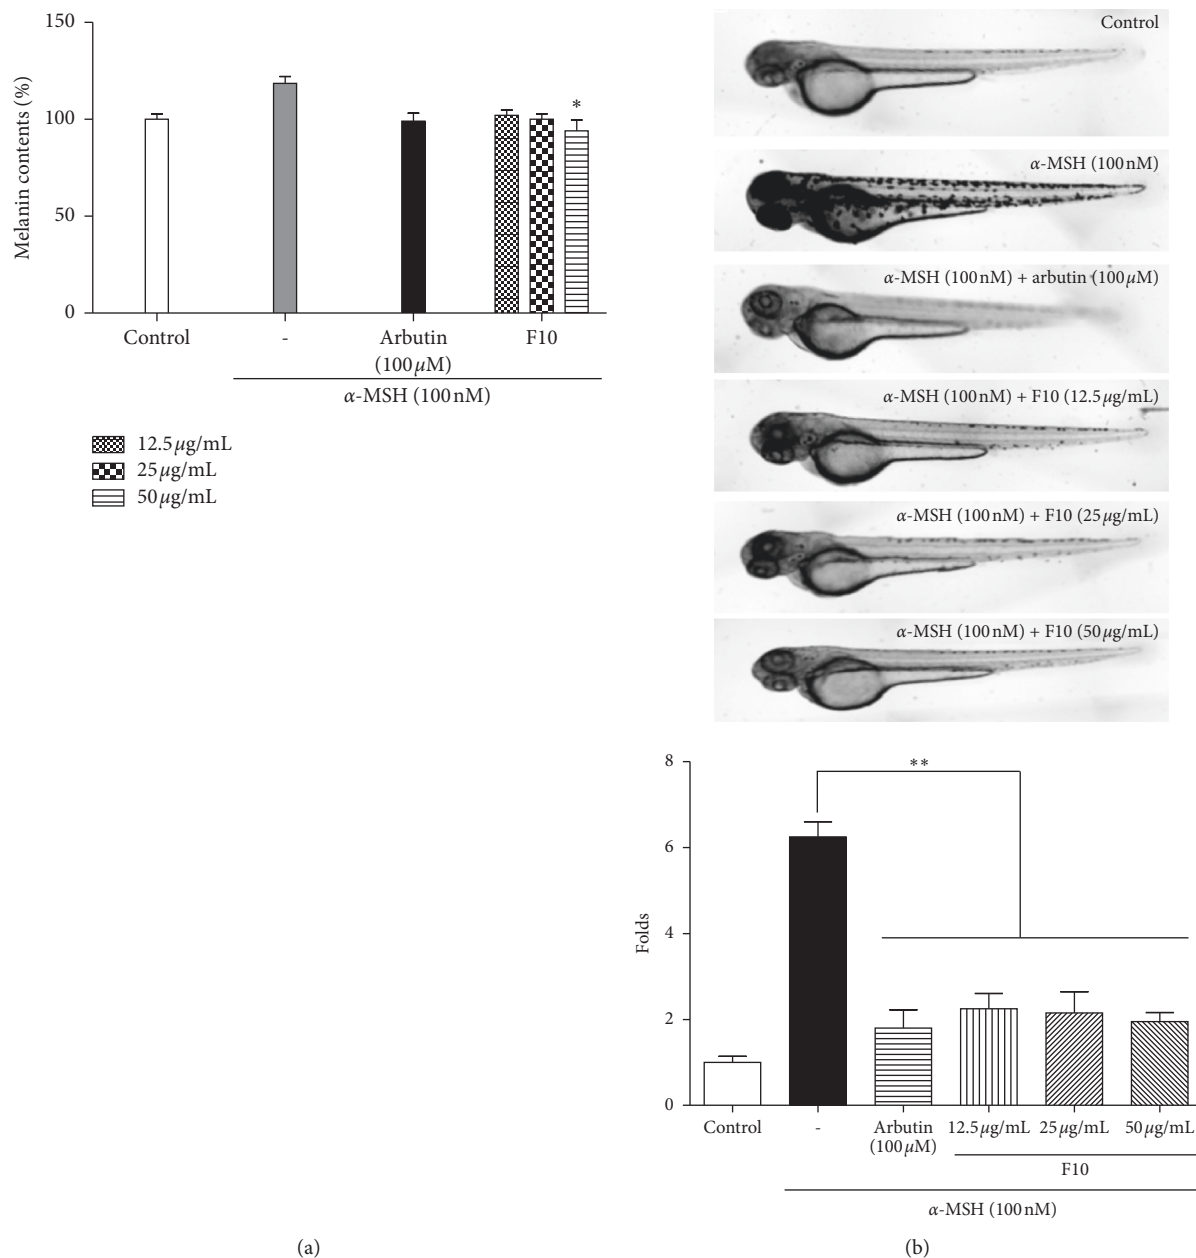 150
100
50
0
Melanin contents (%)
*
Control
-
Arbutin
(100 µM)
F10
α-MSH (100 nM)
12.5 µg/mL
25 µg/mL
50 µg/mL
(a)
Control
α-MSH (100 nM)
α-MSH (100 nM) + arbutin (100 µM)
α-MSH (100 nM) + F10 (12.5 µg/mL)
α-MSH (100 nM) + F10 (25 µg/mL)
α-MSH (100 nM) + F10 (50 µg/mL)
8
6
4
2
0
Folds
**
Control
-
Arbutin
(100 µM)
12.5 µg/mL
25 µg/mL
50 µg/mL
F10
α-MSH (100 nM)
(b)